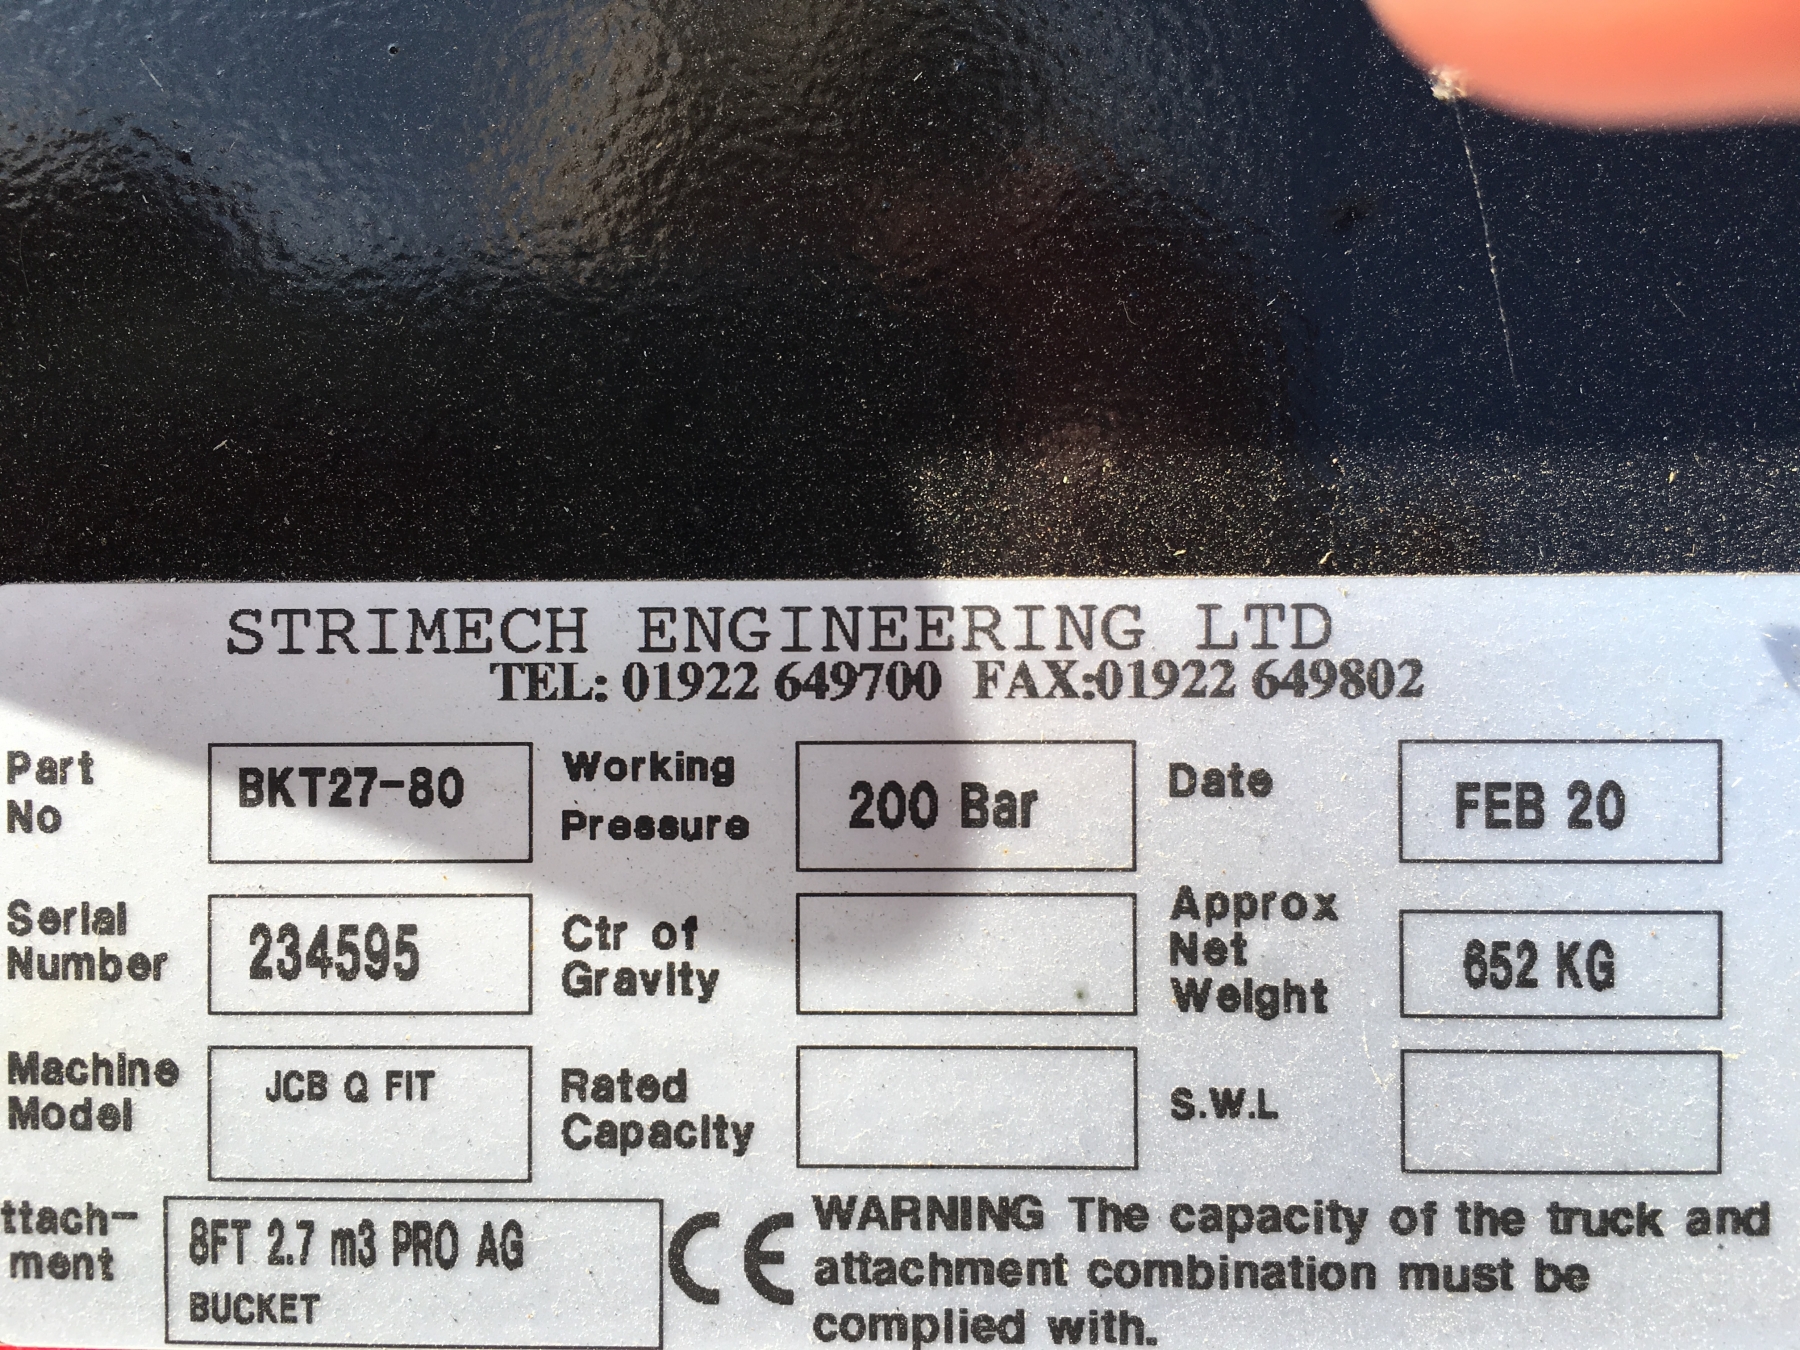 STRIMECH ENGINEERING LTD
TEL: 01922 649700 FAX:01922 649802
Part No
BKT27-80
Working Pressure
200 Bar
Date
FEB 20
Serial Number
234595
Ctr of Gravity
Approx Net Weight
652 KG
Machine Model
JCB Q FIT
Rated Capacity
S.W.L
ttach-
ment
8FT 2.7 m3 PRO AG
BUCKET
CE
WARNING The capacity of the truck and
attachment combination must be
complied with.